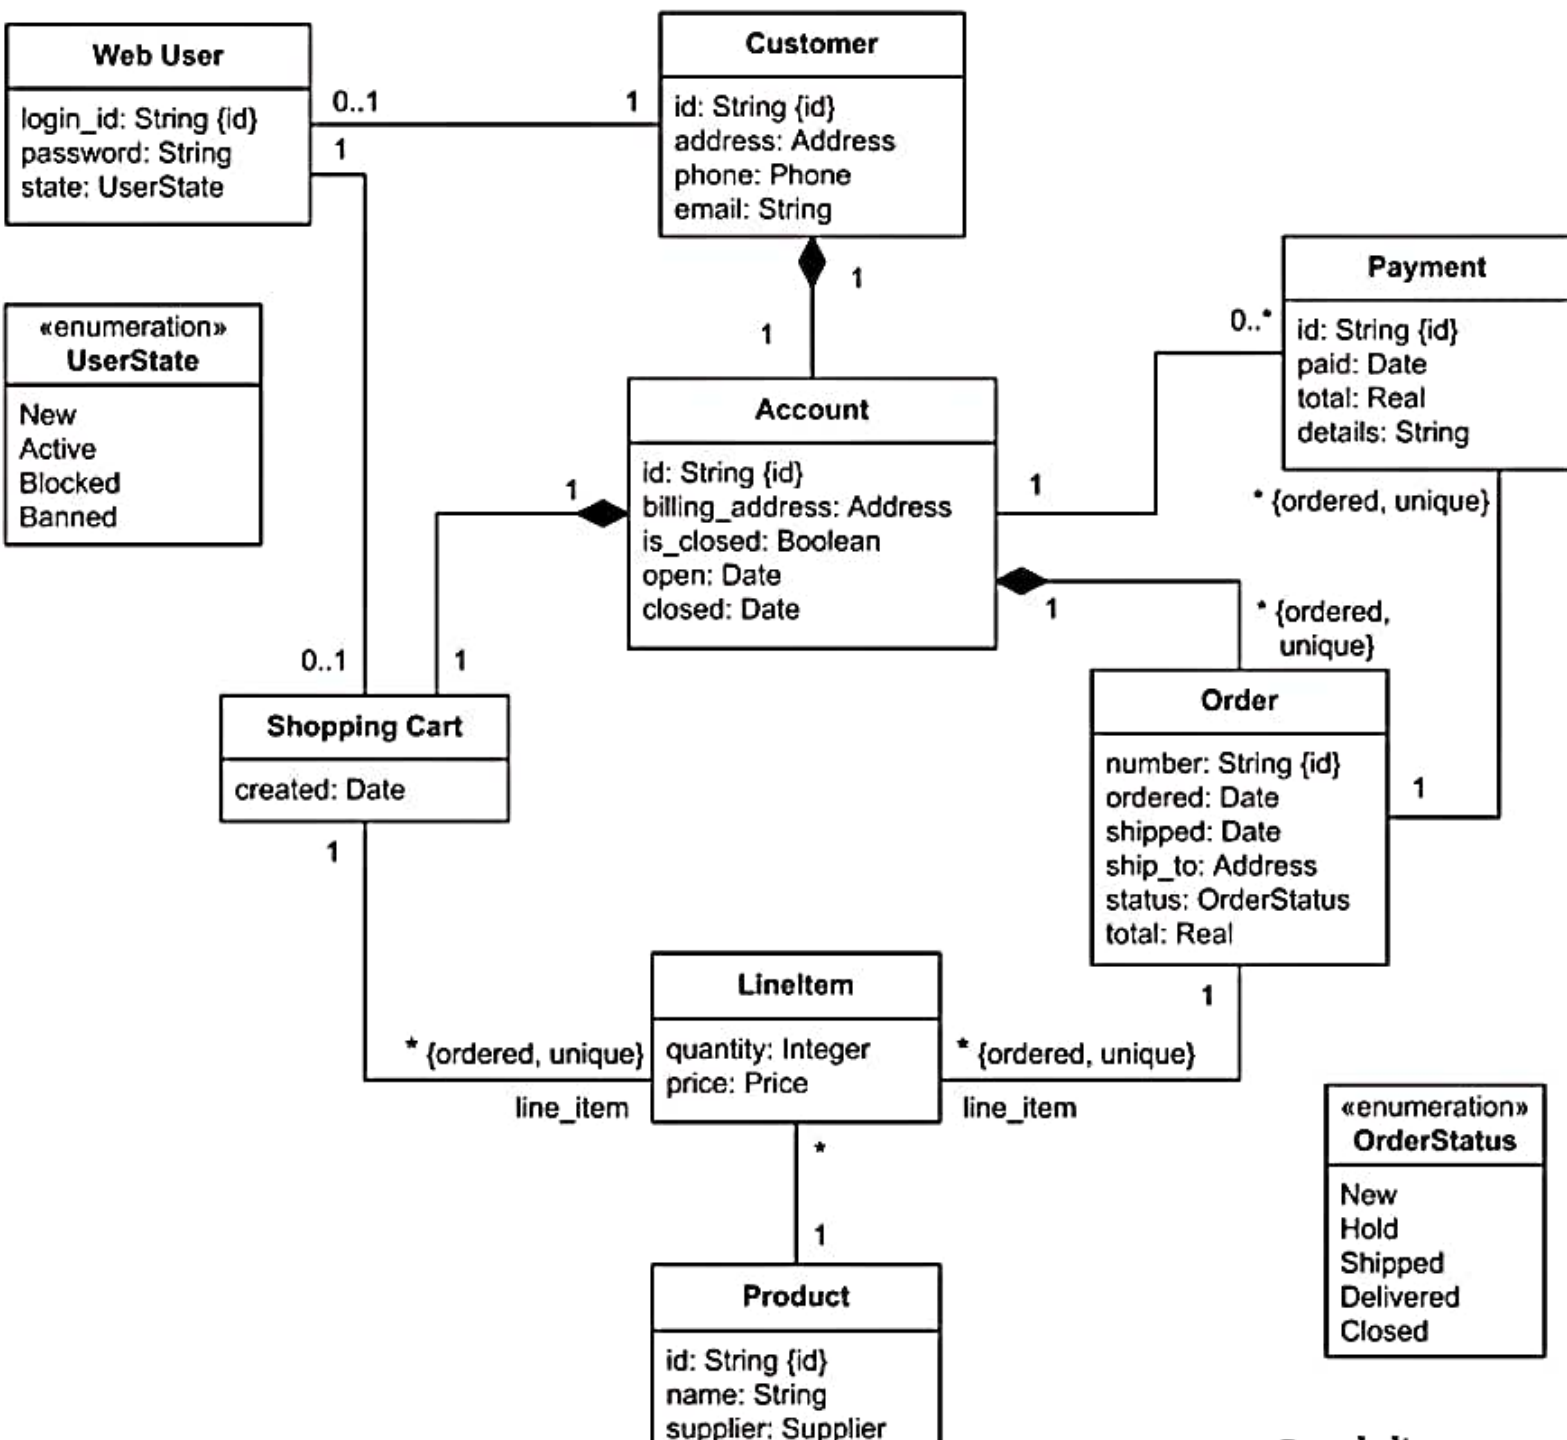 Web User
login_id: String {id}
password: String
state: UserState
0..1
1
1
Customer
id: String {id}
address: Address
phone: Phone
email: String
1
1
«enumeration»
UserState
New
Active
Blocked
Banned
Payment
id: String {id}
paid: Date
total: Real
details: String
0..*
* {ordered, unique}
Account
id: String {id}
billing_address: Address
is_closed: Boolean
open: Date
closed: Date
1
1
1
* {ordered,
unique}
0..1
1
Shopping Cart
created: Date
1
Order
number: String {id}
ordered: Date
shipped: Date
ship_to: Address
status: OrderStatus
total: Real
1
1
LineItem
quantity: Integer
price: Price
* {ordered, unique}
line_item
* {ordered, unique}
line_item
*
1
«enumeration»
OrderStatus
New
Hold
Shipped
Delivered
Closed
Product
id: String {id}
name: String
supplier: Supplier